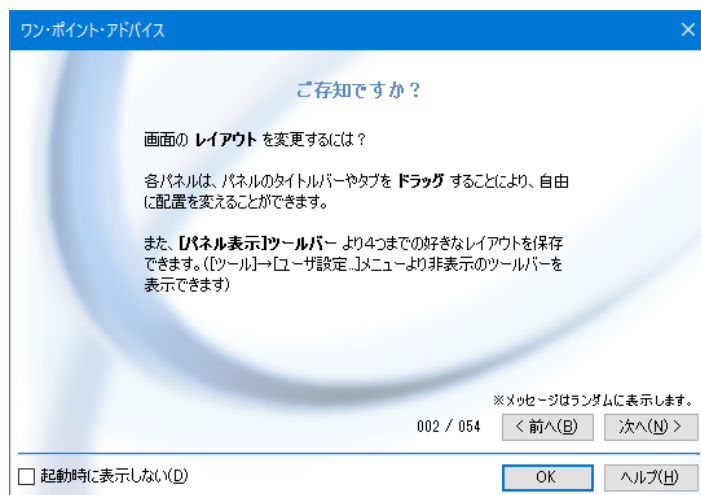 ワン・ポイント・アドバイス
ご存知ですか？
画面の レイアウト を変更するには？
各パネルは、パネルのタイトルバーやタブを ドラッグ することにより、自由
に配置を変えることができます。
また、[パネル表示]ツールバー より4つまでの好きなレイアウトを保存
できます。([ツール]→[ユーザ設定...]メニューより非表示のツールバーを
表示できます)
※メッセージはランダムに表示します。
002 / 054
< 前へ(B)
次へ(N) >
起動時に表示しない(D)
OK
ヘルプ(H)